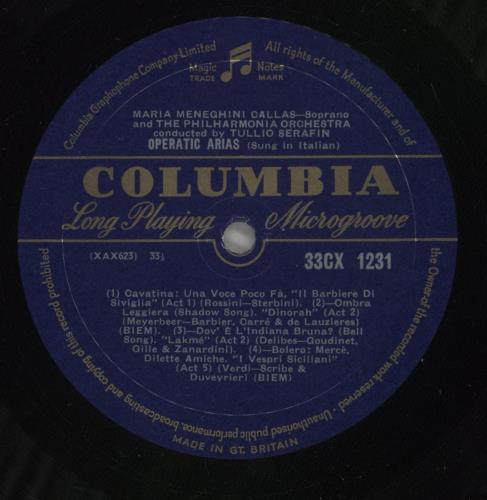 Columbia Graphophone Company Limited
All rights of the Manufacturer and of
the Owner of the recorded work reserved
Unauthorised public performance, broadcasting and copying of this record prohibited
Magic Notes
TRADE MARK
MARIA MENEGHINI CALLAS—Soprano
and THE PHILHARMONIA ORCHESTRA
conducted by TULLIO SERAFIN
OPERATIC ARIAS (Sung in Italian)
COLUMBIA
Long Playing Microgroove
(XAX623) 33⅓
33CX 1231
(1) Cavatina: Una Voce Poco Fà, "Il Barbiere Di
Siviglia" (Act 1) (Rossini—Sterbini). (2)—Ombra
Leggiera (Shadow Song). "Dinorah" (Act 2)
(Meyerbeer—Barbier, Carré & de Lauzieres)
(BIEM). (3)—Dov' È L'Indiana Bruna? (Bell
Song). "Lakmé" (Act 2) (Delibes—Goudinet,
Gille & Zanardini). (4)—Bolero: Mercè,
Dilette Amiche. "I Vespri Siciliani"
(Act 5) (Verdi—Scribe &
Duveyrier) (BIEM)
MADE IN GT. BRITAIN